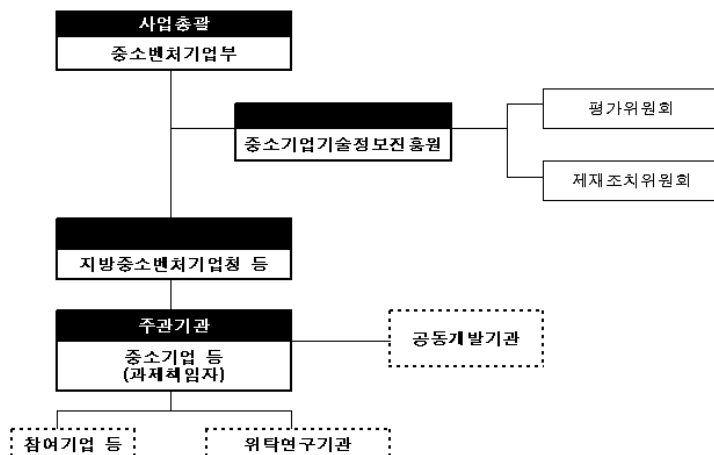 사업총괄
중소벤처기업부
중소기업기술정보진흥원
평가위원회
제재조치위원회
지방중소벤처기업청 등
주관기관
중소기업 등
(과제책임자)
공동개발기관
참여기업 등
위탁연구기관